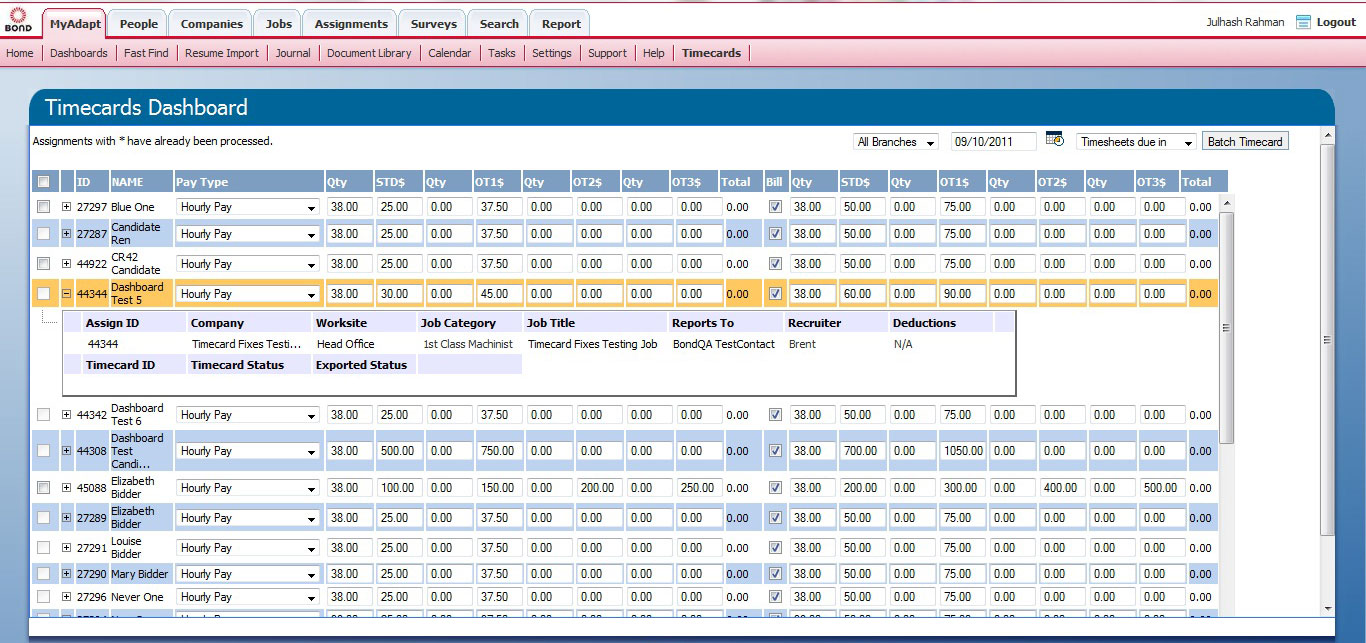 BOND
MyAdapt People Companies Jobs Assignments Surveys Search Report Julhash Rahman Logout
Home Dashboards Fast Find Resume Import Journal Document Library Calendar Tasks Settings Support Help Timecards
Timecards Dashboard
Assignments with * have already been processed. All Branches 09/10/2011 Timesheets due in Batch Timecard
ID NAME Pay Type Qty STD$ Qty OT1$ Qty OT2$ Qty OT3$ Total Bill Qty STD$ Qty OT1$ Qty OT2$ Qty OT3$ Total
27297 Blue One Hourly Pay 38.00 25.00 0.00 37.50 0.00 0.00 0.00 0.00 0.00 38.00 50.00 0.00 75.00 0.00 0.00 0.00 0.00 0.00
27287 Candidate Ren Hourly Pay 38.00 25.00 0.00 37.50 0.00 0.00 0.00 0.00 0.00 38.00 50.00 0.00 75.00 0.00 0.00 0.00 0.00 0.00
44922 CR42 Candidate Hourly Pay 38.00 25.00 0.00 37.50 0.00 0.00 0.00 0.00 0.00 38.00 50.00 0.00 75.00 0.00 0.00 0.00 0.00 0.00
44344 Dashboard Test 5 Hourly Pay 38.00 30.00 0.00 45.00 0.00 0.00 0.00 0.00 0.00 38.00 60.00 0.00 90.00 0.00 0.00 0.00 0.00 0.00
Assign ID Company Worksite Job Category Job Title Reports To Recruiter Deductions
44344 Timecard Fixes Testi... Head Office 1st Class Machinist Timecard Fixes Testing Job BondQA TestContact Brent N/A
Timecard ID Timecard Status Exported Status
44342 Dashboard Test 6 Hourly Pay 38.00 25.00 0.00 37.50 0.00 0.00 0.00 0.00 0.00 38.00 50.00 0.00 75.00 0.00 0.00 0.00 0.00 0.00
44308 Dashboard Test Candi... Hourly Pay 38.00 500.00 0.00 750.00 0.00 0.00 0.00 0.00 0.00 38.00 700.00 0.00 1050.00 0.00 0.00 0.00 0.00 0.00
45088 Elizabeth Bidder Hourly Pay 38.00 100.00 0.00 150.00 0.00 200.00 0.00 250.00 0.00 38.00 200.00 0.00 300.00 0.00 400.00 0.00 500.00 0.00
27289 Elizabeth Bidder Hourly Pay 38.00 25.00 0.00 37.50 0.00 0.00 0.00 0.00 0.00 38.00 50.00 0.00 75.00 0.00 0.00 0.00 0.00 0.00
27291 Louise Bidder Hourly Pay 38.00 25.00 0.00 37.50 0.00 0.00 0.00 0.00 0.00 38.00 50.00 0.00 75.00 0.00 0.00 0.00 0.00 0.00
27290 Mary Bidder Hourly Pay 38.00 25.00 0.00 37.50 0.00 0.00 0.00 0.00 0.00 38.00 50.00 0.00 75.00 0.00 0.00 0.00 0.00 0.00
27296 Never One Hourly Pay 38.00 25.00 0.00 37.50 0.00 0.00 0.00 0.00 0.00 38.00 50.00 0.00 75.00 0.00 0.00 0.00 0.00 0.00